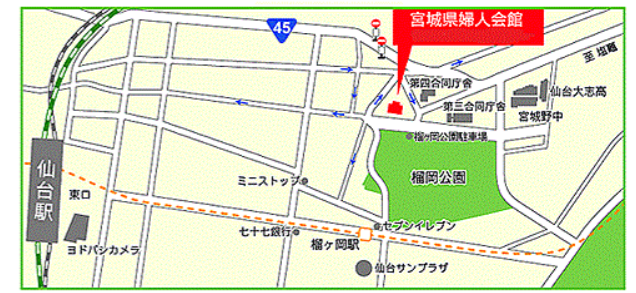 宮城県婦人会館
45
至 塩竈
第四合同庁舎
仙台大志高
第三合同庁舎
宮城野中
榴ヶ岡公園駐車場
榴岡公園
ミニストップ
仙台駅
東口
セブンイレブン
七十七銀行
榴ヶ岡駅
ヨドバシカメラ
仙台サンプラザ